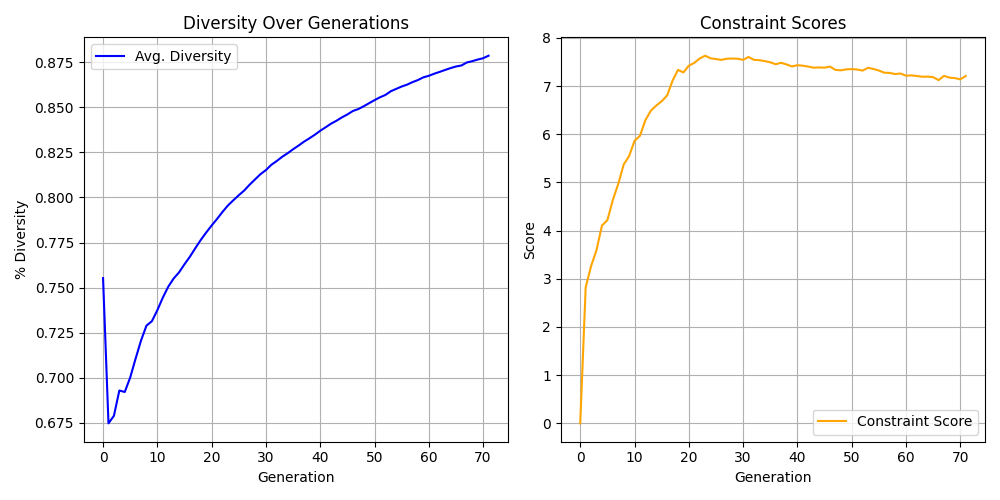 Diversity Over Generations
Avg. Diversity
% Diversity
0.875
0.850
0.825
0.800
0.775
0.750
0.725
0.700
0.675
0 10 20 30 40 50 60 70
Generation
Constraint Scores
Score
8
7
6
5
4
3
2
1
0
Constraint Score
0 10 20 30 40 50 60 70
Generation